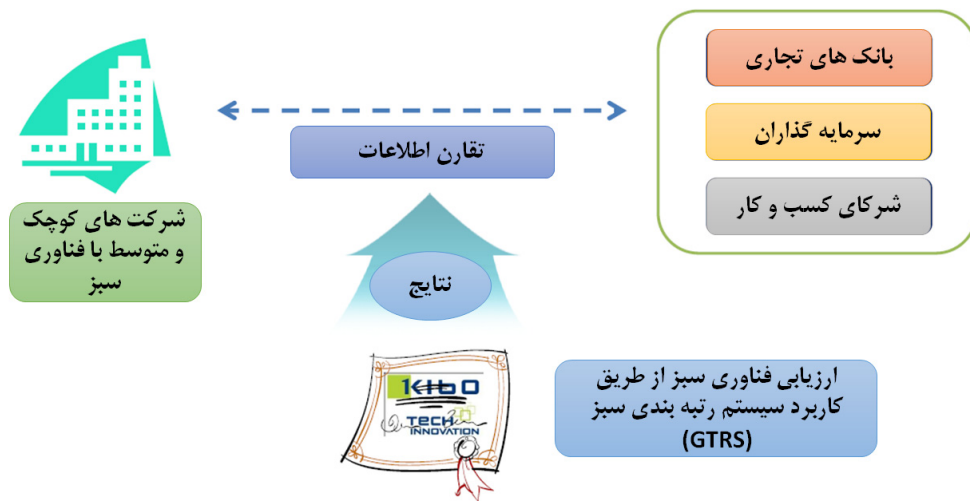 بانک های تجاری
سرمایه گذاران
شرکای کسب و کار
تقارن اطلاعات
شرکت های کوچک
و متوسط با فناوری
سبز
نتایج
KIBO
TECH
INNOVATION
ارزیابی فناوری سبز از طریق
کاربرد سیستم رتبه بندی سبز
(GTRS)